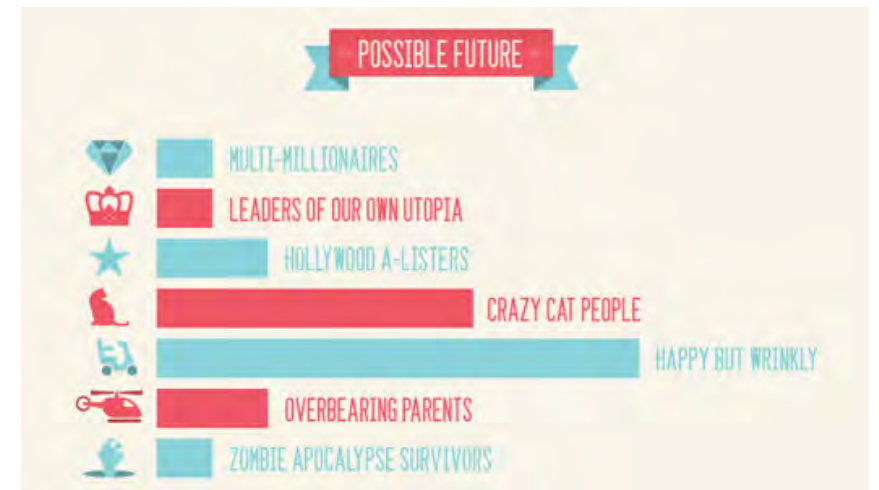 POSSIBLE FUTURE
MULTI-MILLIONAIRES
LEADERS OF OUR OWN UTOPIA
HOLLYWOOD A-LISTERS
CRAZY CAT PEOPLE
HAPPY BUT WRINKLY
OVERBEARING PARENTS
ZOMBIE APOCALYPSE SURVIVORS